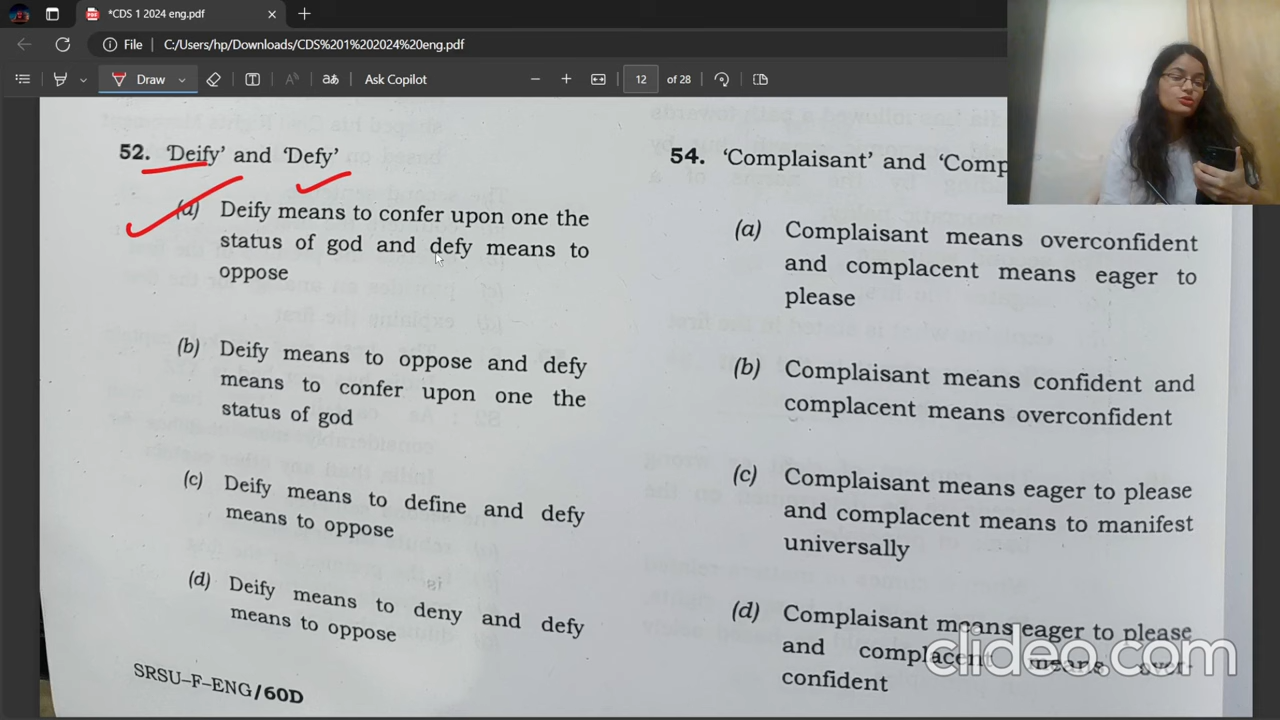 *CDS 1 2024 eng.pdf
File
C:/Users/hp/Downloads/CDS%201%202024%20eng.pdf
Draw
Ask Copilot
12
of 28
52. ‘Deify’ and ‘Defy’
(a) Deify means to confer upon one the
status of god and defy means to
oppose
(b) Deify means to oppose and defy
means to confer upon one the
status of god
(c) Deify means to define and defy
means to oppose
(d) Deify means to deny and defy
means to oppose
SRSU–F–ENG/60D
54. ‘Complaisant’ and ‘Comp
(a) Complaisant means overconfident
and complacent means eager to
please
(b) Complaisant means confident and
complacent means overconfident
(c) Complaisant means eager to please
and complacent means to manifest
universally
(d) Complaisant means eager to please
and complacent means over-
confident
clideo.com